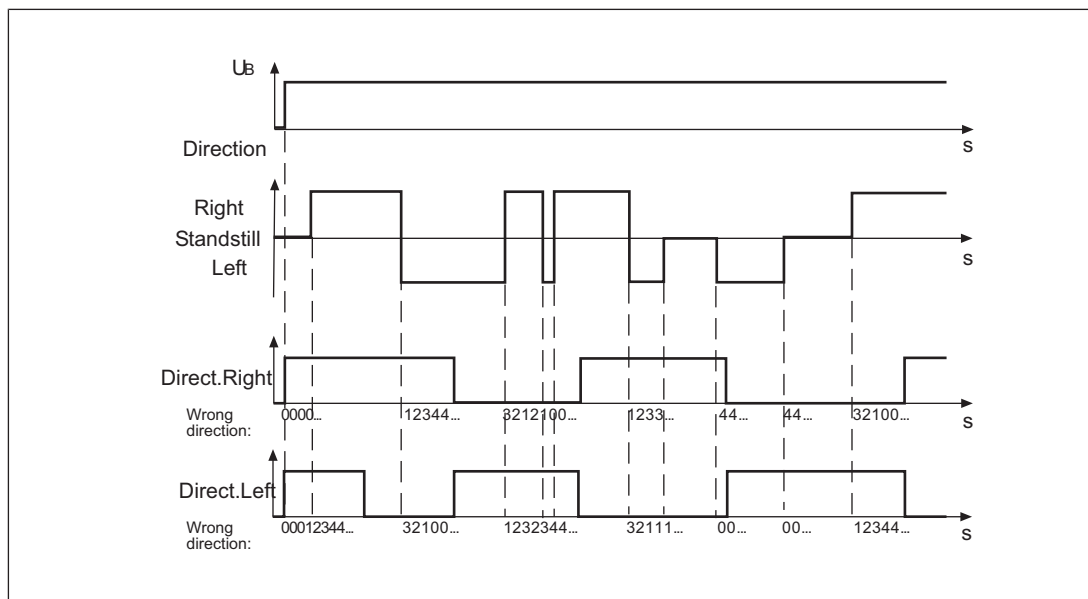 UB
s
Direction
Right
Standstill
Left
s
Direct.Right
Wrong direction:
0000... 12344... 3212100... 1233... 44... 44... 32100...
s
Direct.Left
Wrong direction:
00012344... 32100... 1232344... 32111... 00... 00... 12344...
s